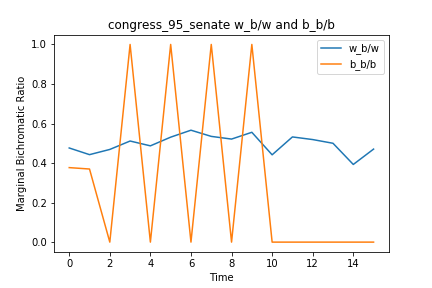 congress_95_senate w_b/w and b_b/b
w_b/w
b_b/b
1.0
0.8
0.6
0.4
0.2
0.0
Marginal Bichromatic Ratio
0 2 4 6 8 10 12 14
Time